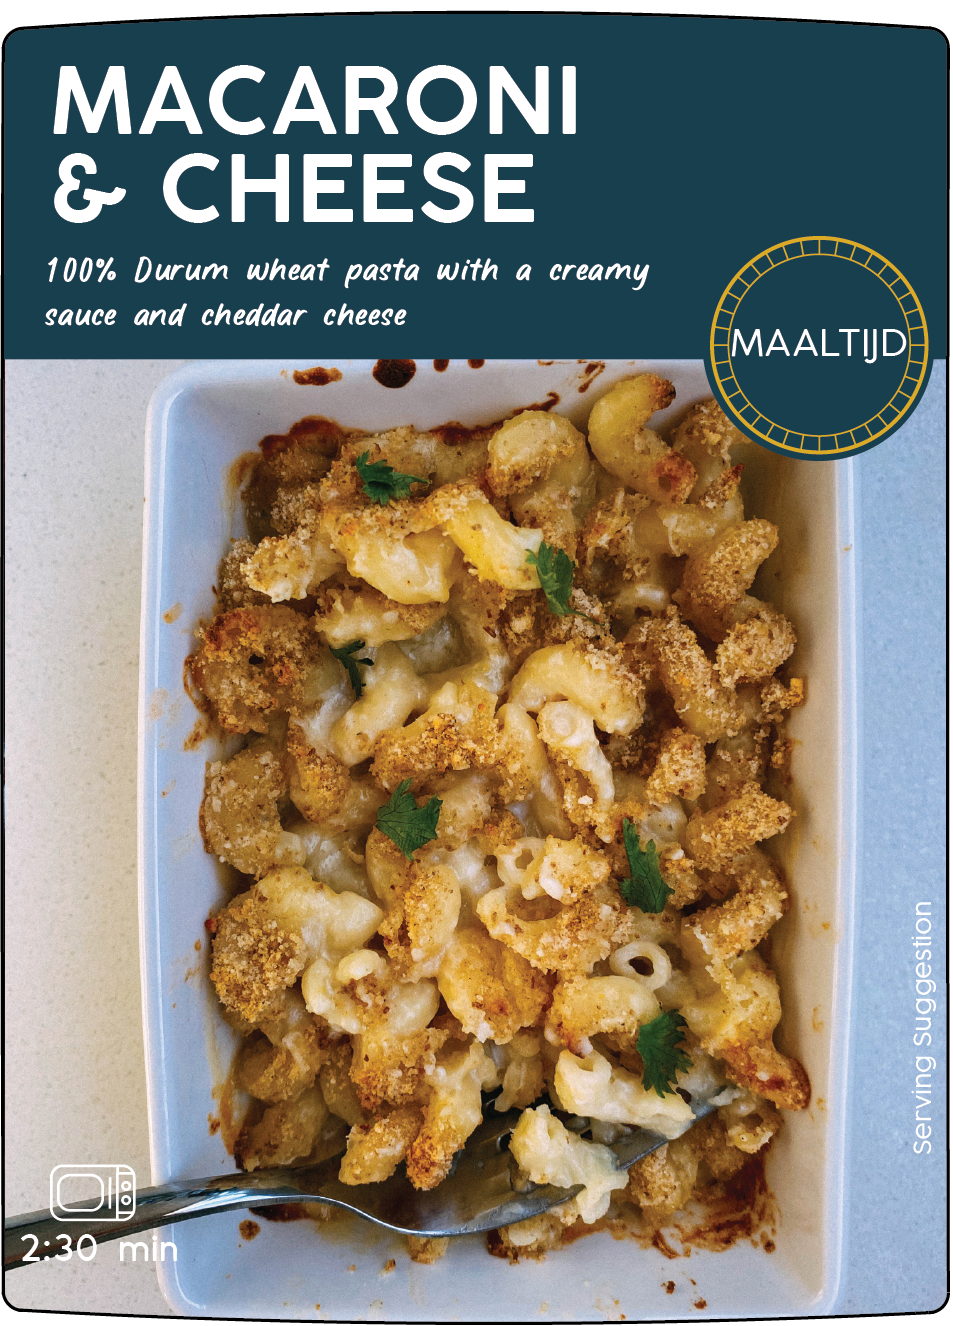 MACARONI
& CHEESE
100% Durum wheat pasta with a creamy
sauce and cheddar cheese
MAALTIJD
Serving Suggestion
2:30 min